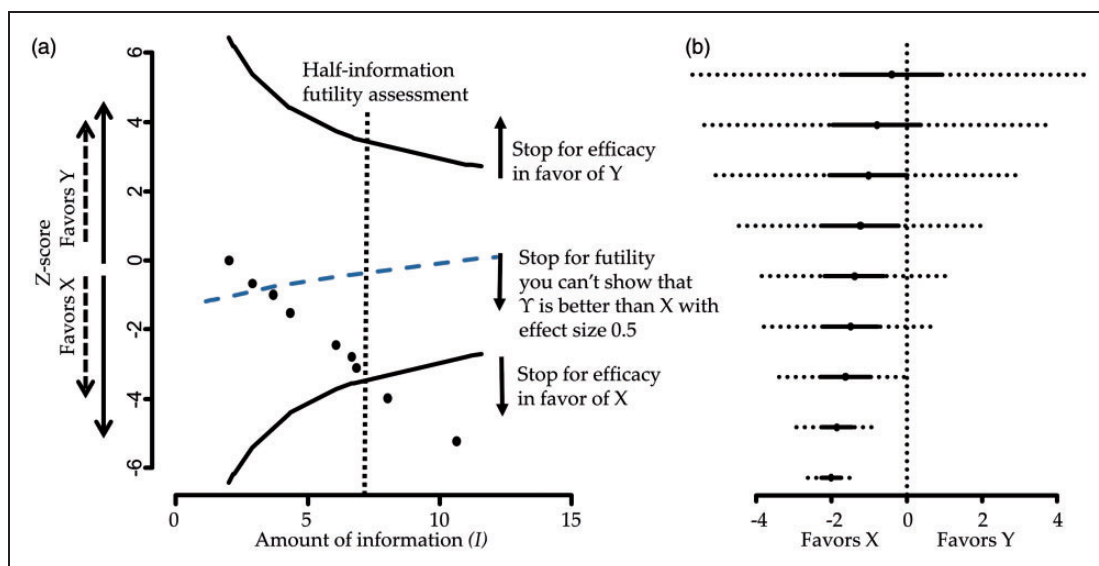 (a)
6
4
2
0
-2
-4
-6
Z-score
Favors Y
Favors X
Half-information
futility assessment
Stop for efficacy
in favor of Y
Stop for futility
you can't show that
ϒ is better than X with
effect size 0.5
Stop for efficacy
in favor of X
0 5 10 15
Amount of information (I)
(b)
-4 -2 0 2 4
Favors X Favors Y